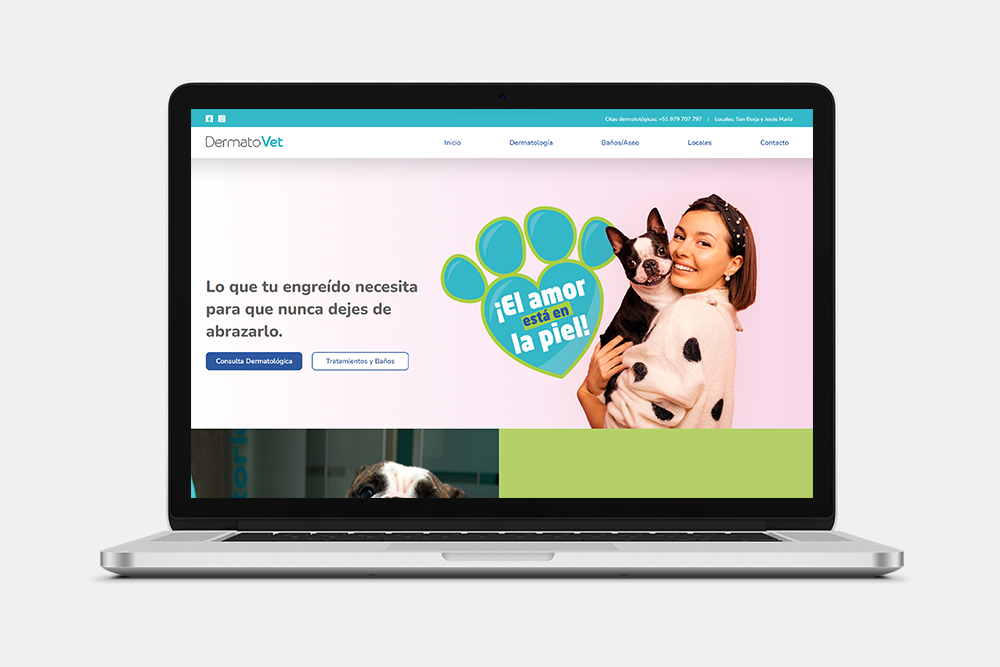 Citas dermatológicas: +51 979 707 797 | Locales: San Borja y Jesús María
DermatoVet
Inicio
Dermatología
Baños/Aseo
Locales
Contacto
Lo que tu engreído necesita
para que nunca dejes de
abrazarlo.
Consulta Dermatológica
Tratamientos y Baños
¡El amor
está en
la piel!